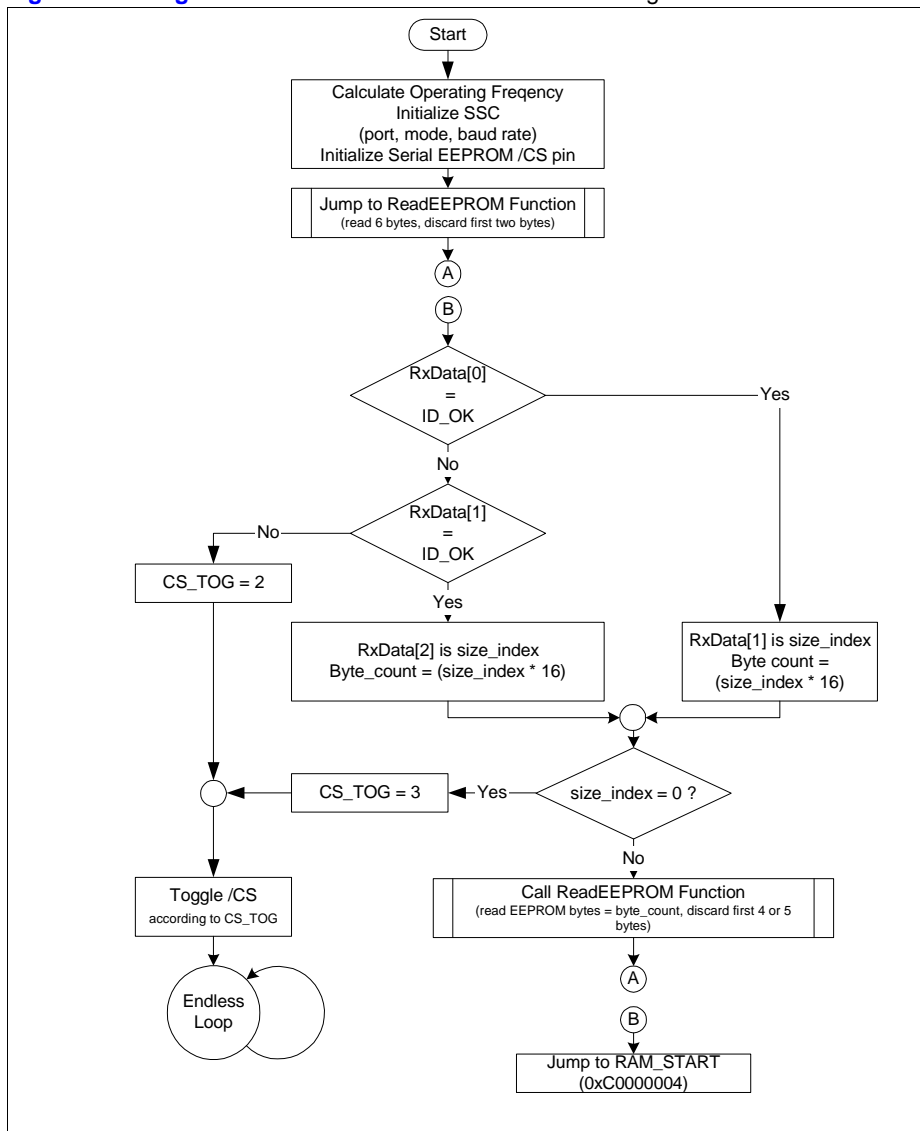 Start
Calculate Operating Freqency
Initialize SSC
(port, mode, baud rate)
Initialize Serial EEPROM /CS pin
Jump to ReadEEPROM Function
(read 6 bytes, discard first two bytes)
A
B
RxData[0]
=
ID_OK
Yes
No
RxData[1]
=
ID_OK
No
CS_TOG = 2
Yes
RxData[2] is size_index
Byte_count = (size_index * 16)
RxData[1] is size_index
Byte count =
(size_index * 16)
size_index = 0 ?
Yes
CS_TOG = 3
No
Toggle /CS
according to CS_TOG
Call ReadEEPROM Function
(read EEPROM bytes = byte_count, discard first 4 or 5
bytes)
A
Endless
Loop
B
Jump to RAM_START
(0xC0000004)